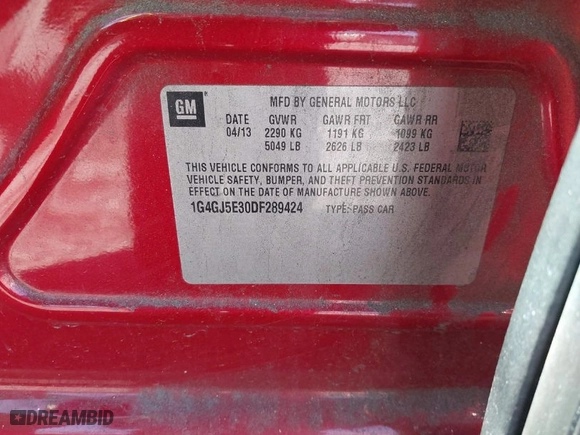 GM
MFD BY GENERAL MOTORS LLC
DATE GVWR GAWR FRT GAWR RR
04/13 2290 KG 1191 KG 1099 KG
5049 LB 2626 LB 2423 LB
THIS VEHICLE CONFORMS TO ALL APPLICABLE U.S. FEDERAL MOTOR
VEHICLE SAFETY, BUMPER, AND THEFT PREVENTION STANDARDS IN
EFFECT ON THE DATE OF MANUFACTURE SHOWN ABOVE.
1G4GJ5E30DF289424 TYPE: PASS CAR
DREAMBID